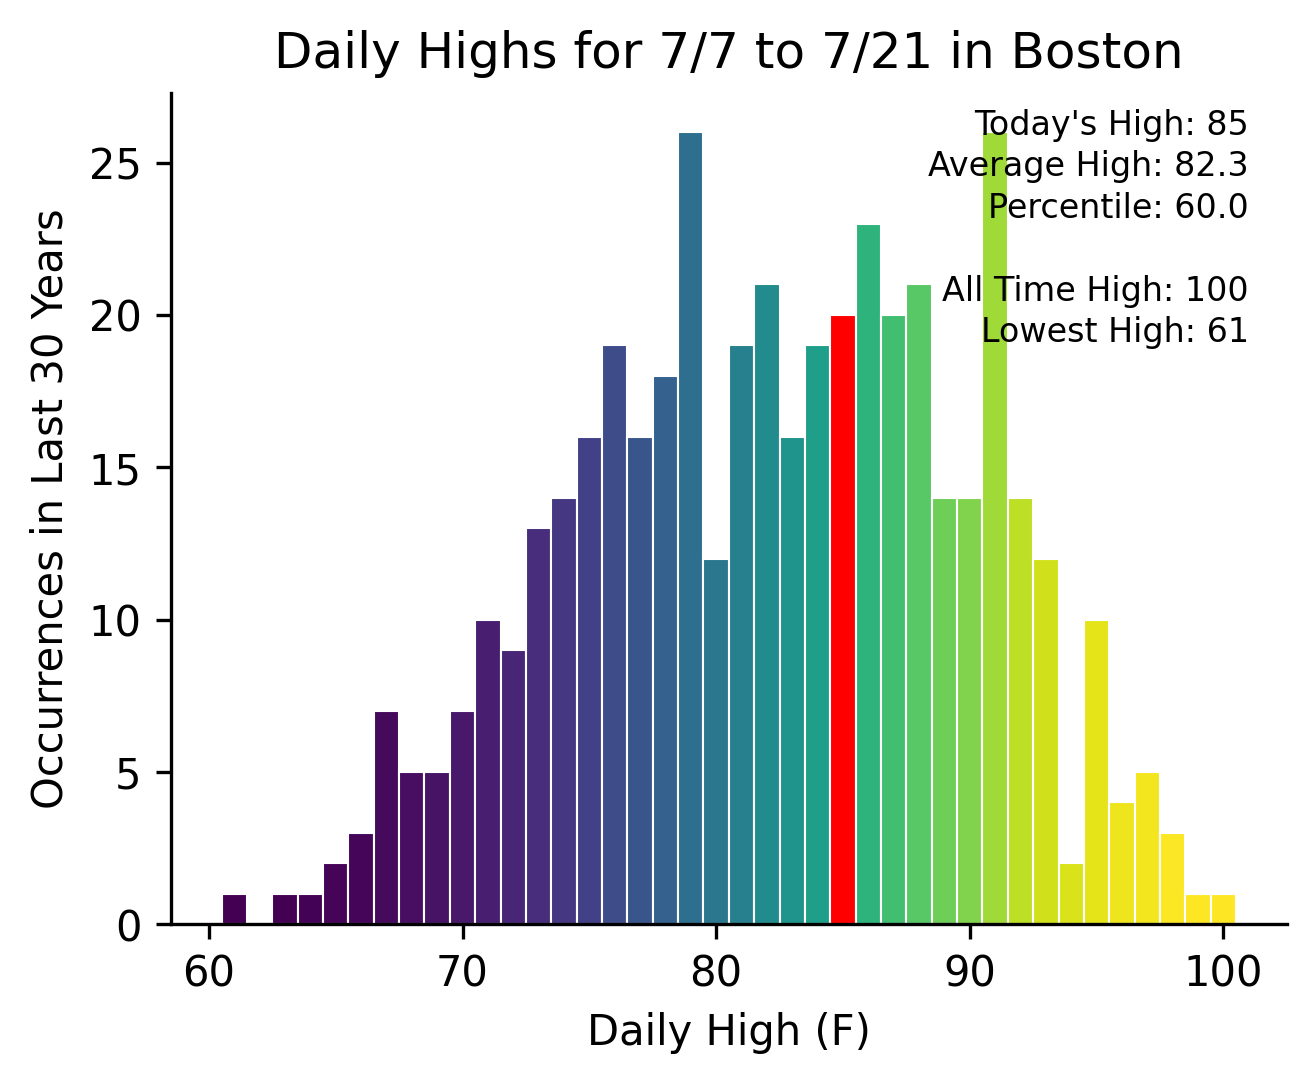 Daily Highs for 7/7 to 7/21 in Boston
Today's High: 85
Average High: 82.3
Percentile: 60.0
All Time High: 100
Lowest High: 61
Occurrences in Last 30 Years
25
20
15
10
5
0
60 70 80 90 100
Daily High (F)